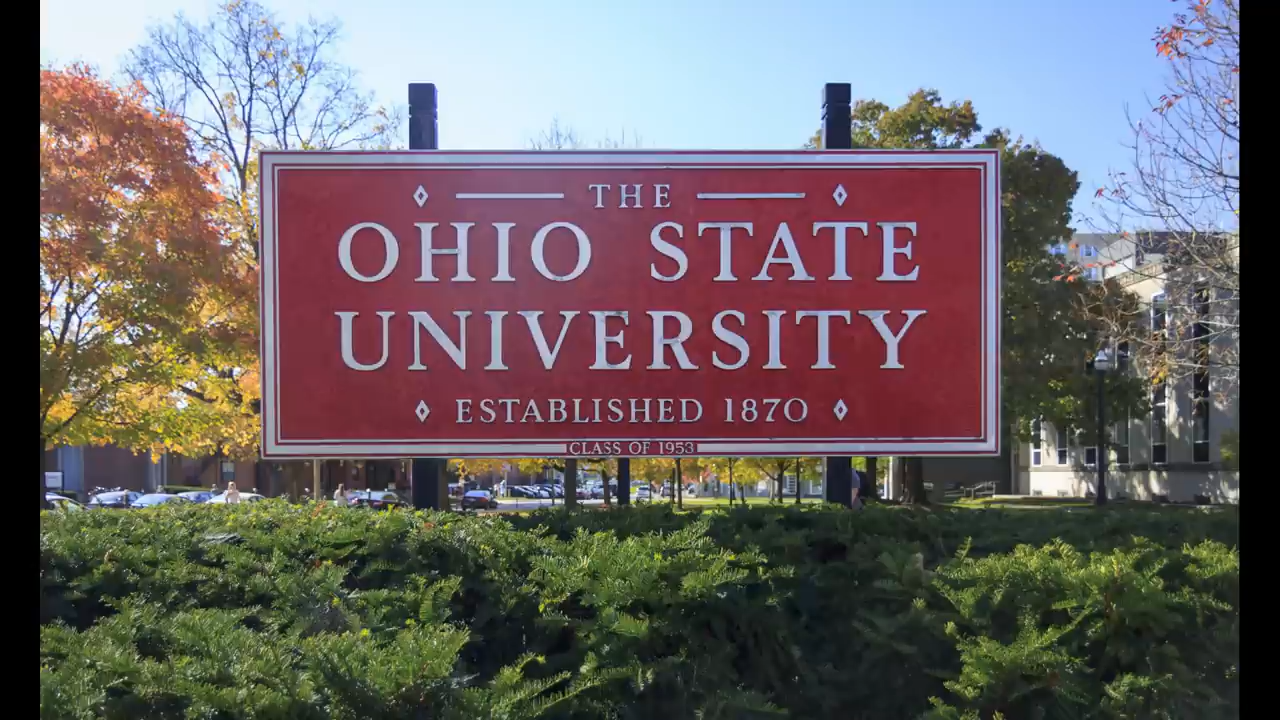 THE
OHIO STATE
UNIVERSITY
ESTABLISHED 1870
CLASS OF 1953